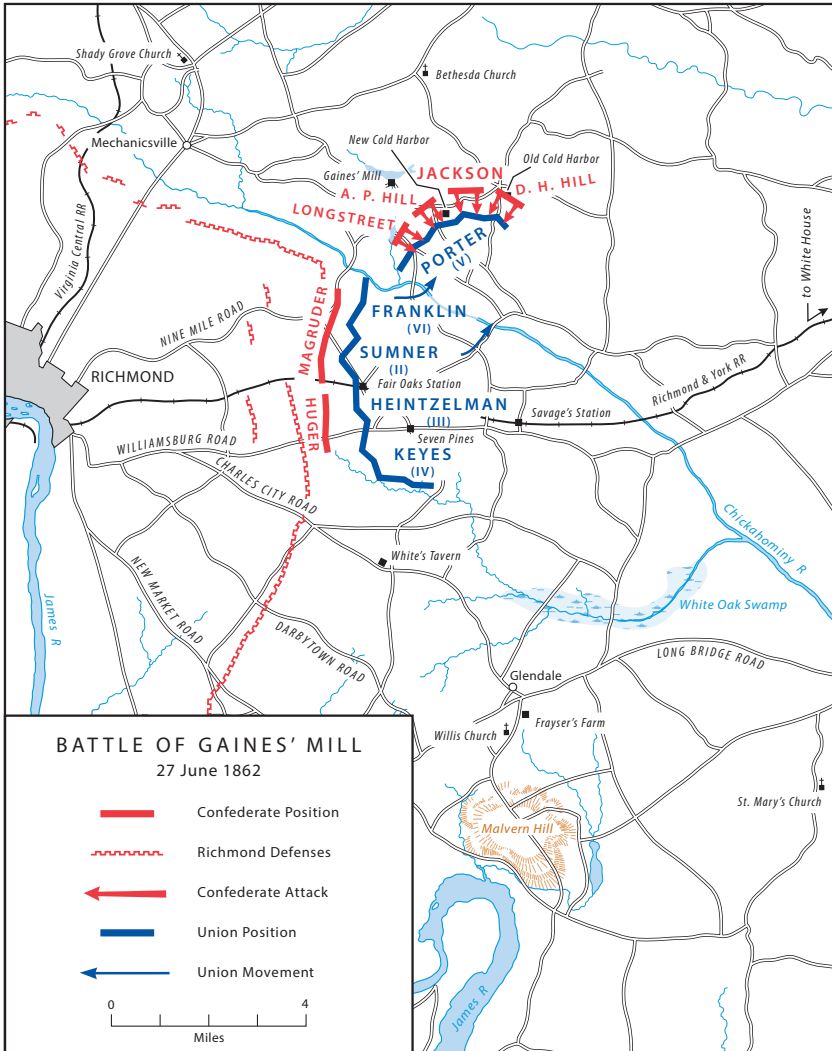 Shady Grove Church
Bethesda Church
Mechanicsville
New Cold Harbor
Old Cold Harbor
Gaines' Mill
JACKSON
A. P. HILL
D. H. HILL
LONGSTREET
PORTER
(V)
Virginia Central RR
to White House
NINE MILE ROAD
MAGRUDER
FRANKLIN
(VI)
SUMNER
(II)
RICHMOND
Fair Oaks Station
Richmond & York RR
HUGER
HEINTZELMAN
(III)
Savage's Station
Seven Pines
WILLIAMSBURG ROAD
KEYES
(IV)
CHARLES CITY ROAD
Chickahominy R
White's Tavern
NEW MARKET ROAD
James R
White Oak Swamp
DARBYTOWN ROAD
LONG BRIDGE ROAD
Glendale
Frayser's Farm
Willis Church
St. Mary's Church
Malvern Hill
James R
BATTLE OF GAINES' MILL
27 June 1862
Confederate Position
Richmond Defenses
Confederate Attack
Union Position
Union Movement
0 4
Miles